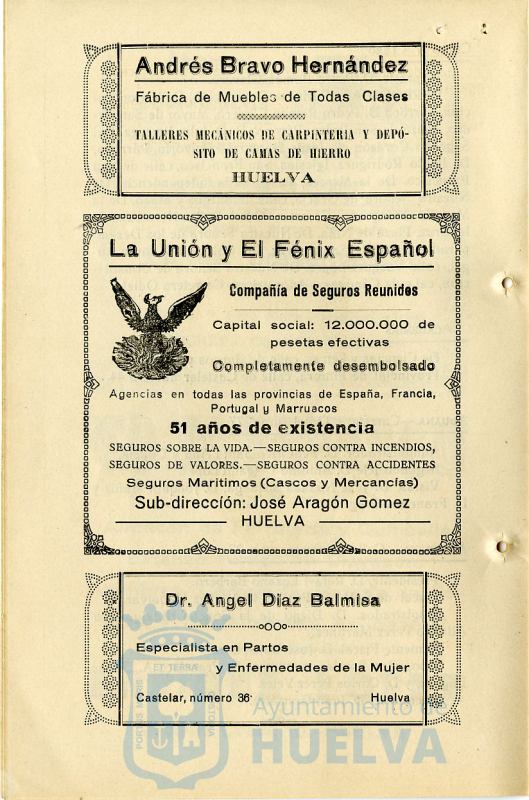 Andrés Bravo Hernández
Fábrica de Muebles de Todas Clases
TALLERES MECÁNICOS DE CARPINTERIA Y DEPÓ-
SITO DE CAMAS DE HIERRO
HUELVA
La Unión y El Fénix Español
Compañía de Seguros Reunidos
Capital social: 12.000.000 de
pesetas efectivas
Completamente desembolsado
Agencias en todas las provincias de España, Francia,
Portugal y Marruecos
51 años de existencia
SEGUROS SOBRE LA VIDA.—SEGUROS CONTRA INCENDIOS,
SEGUROS DE VALORES.—SEGUROS CONTRA ACCIDENTES
Seguros Maritimos (Cascos y Mercancías)
Sub-dirección: José Aragón Gomez
HUELVA
Dr. Angel Diaz Balmisa
Especialista en Partos
y Enfermedades de la Mujer
Castelar, número 36
Huelva
Ayuntamiento de
HUELVA